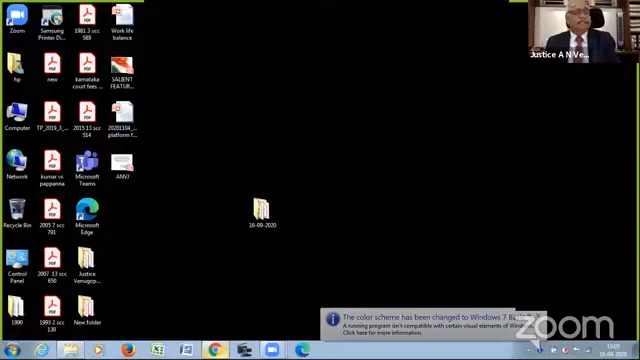 Zoom
Samsung
Printer Di...
1981 3 scc
589
Work life
balance
Justice A N Ve...
hp
new
karnataka
court fees ...
SALIENT
FEATUR...
Computer
TP_2019_3_...
2015 13 scc
514
20201104_...
platform f...
Network
kumar vs
pappanna
Microsoft
Teams
ANVJ
Recycle Bin
2005 7 scc
791
Microsoft
Edge
16-09-2020
Control
Panel
2007 13 scc
650
Justice
Venugop...
1990
1993 2 scc
130
New folder
The color scheme has been changed to Windows 7
A running program isn't compatible with certain visual elements of Windows.
Click here for more information.
zoom
13:05
16-09-2020